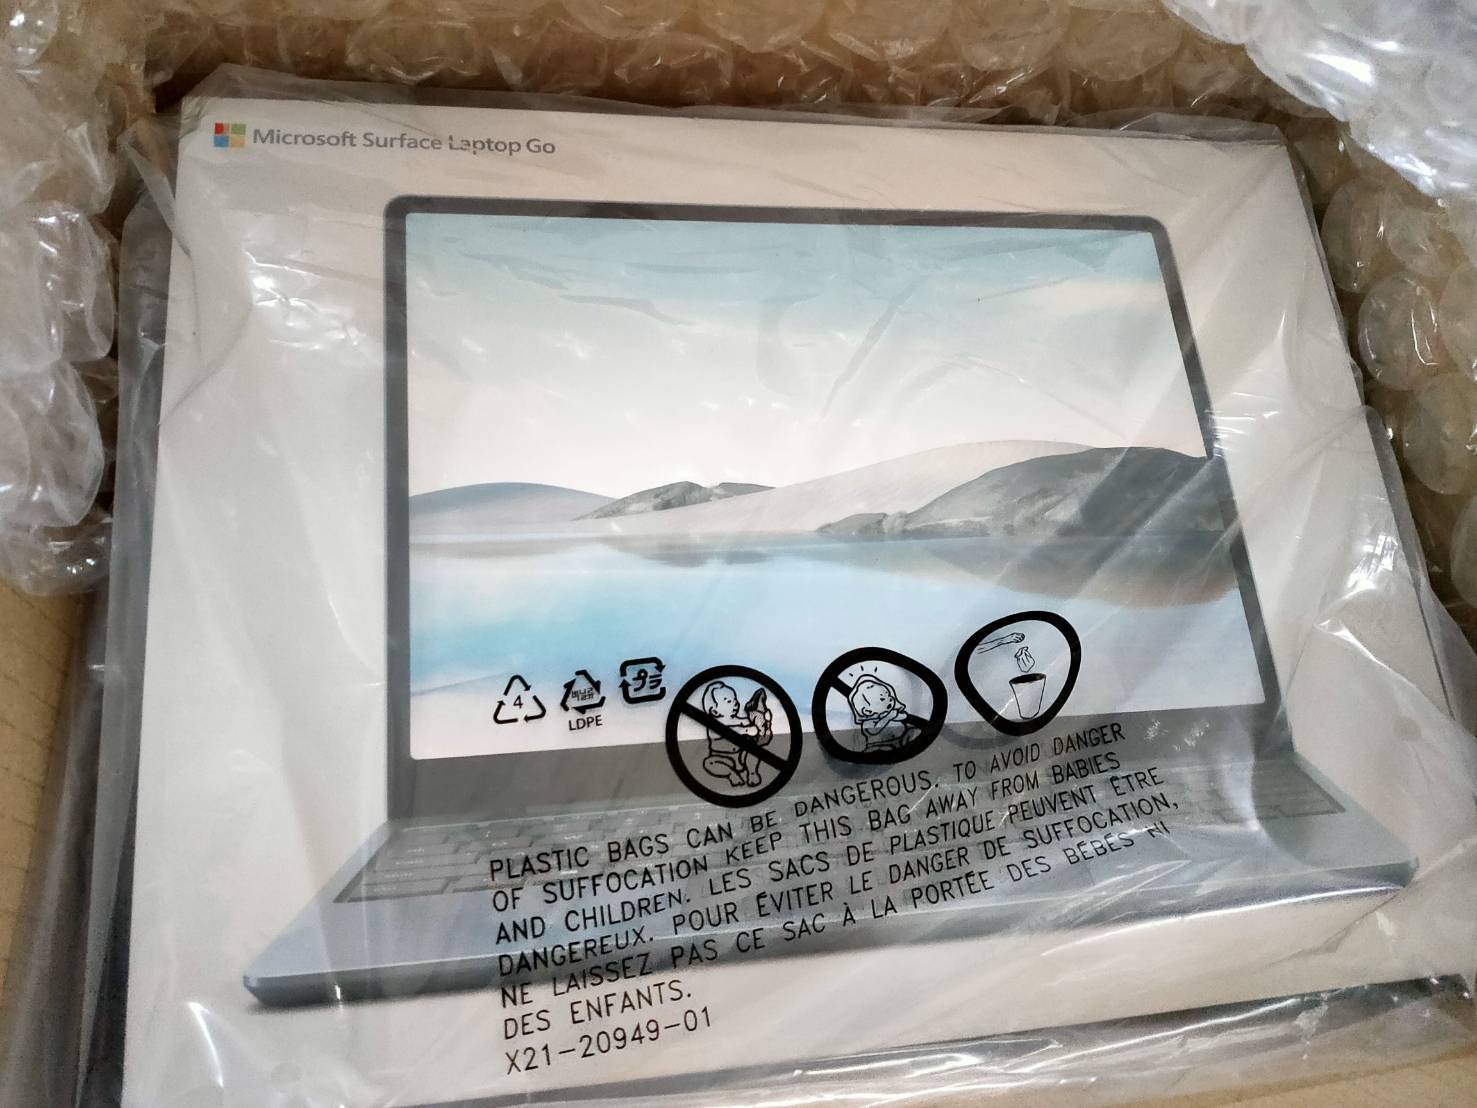 Microsoft Surface Laptop Go
4
LDPE
PLASTIC BAGS CAN BE DANGEROUS. TO AVOID DANGER
OF SUFFOCATION KEEP THIS BAG AWAY FROM BABIES
AND CHILDREN. LES SACS DE PLASTIQUE PEUVENT ÊTRE
DANGEREUX. POUR ÉVITER LE DANGER DE SUFFOCATION,
NE LAISSEZ PAS CE SAC À LA PORTÉE DES BÉBÉS NI
DES ENFANTS.
X21-20949-01